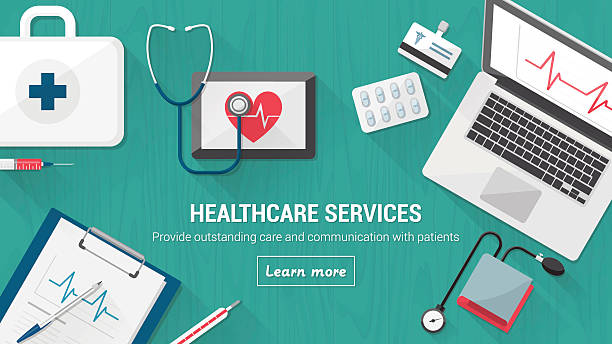 HEALTHCARE SERVICES
Provide outstanding care and communication with patients
Learn more